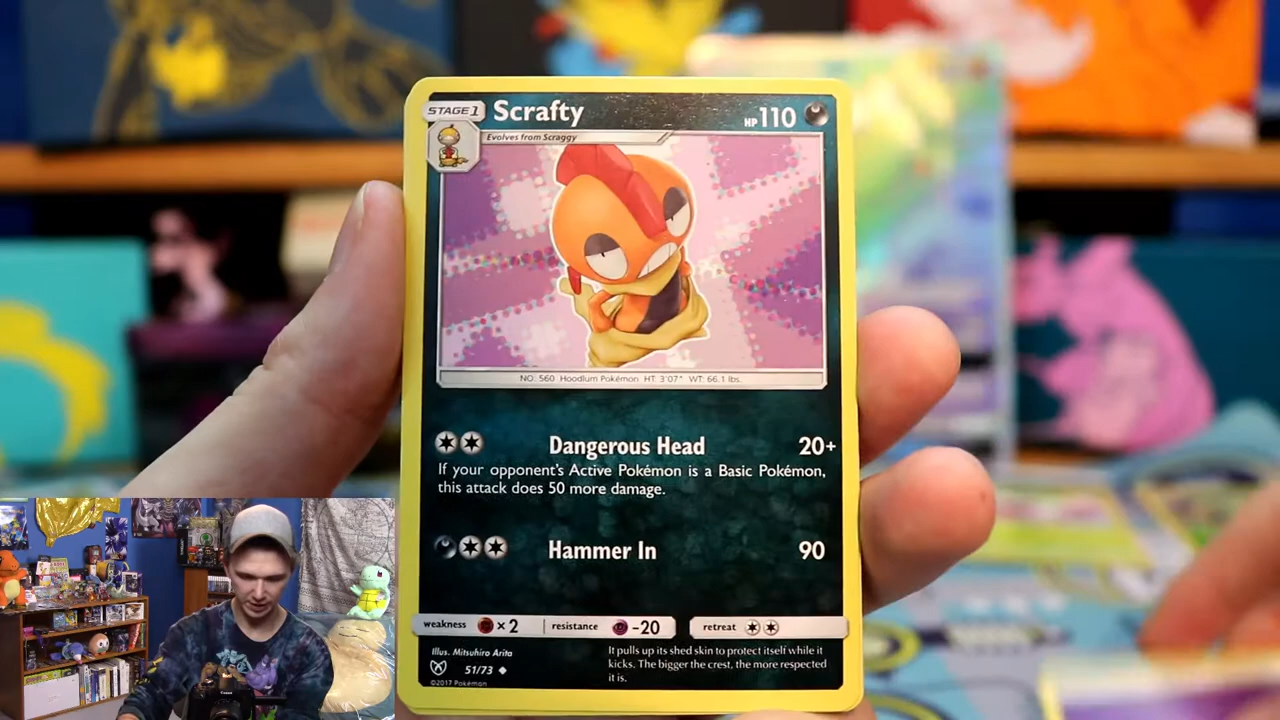 STAGE 1 Scrafty HP 110
Evolves from Scraggy
NO. 560 Hoodlum Pokémon HT: 3'07" WT: 66.1 lbs.
Dangerous Head 20+
If your opponent's Active Pokémon is a Basic Pokémon,
this attack does 50 more damage.
Hammer In 90
weakness ×2 resistance -20 retreat
Illus. Mitsuhiro Arita
51/73
©2017 Pokémon
It pulls up its shed skin to protect itself while it
kicks. The bigger the crest, the more respected
it is.
Canon